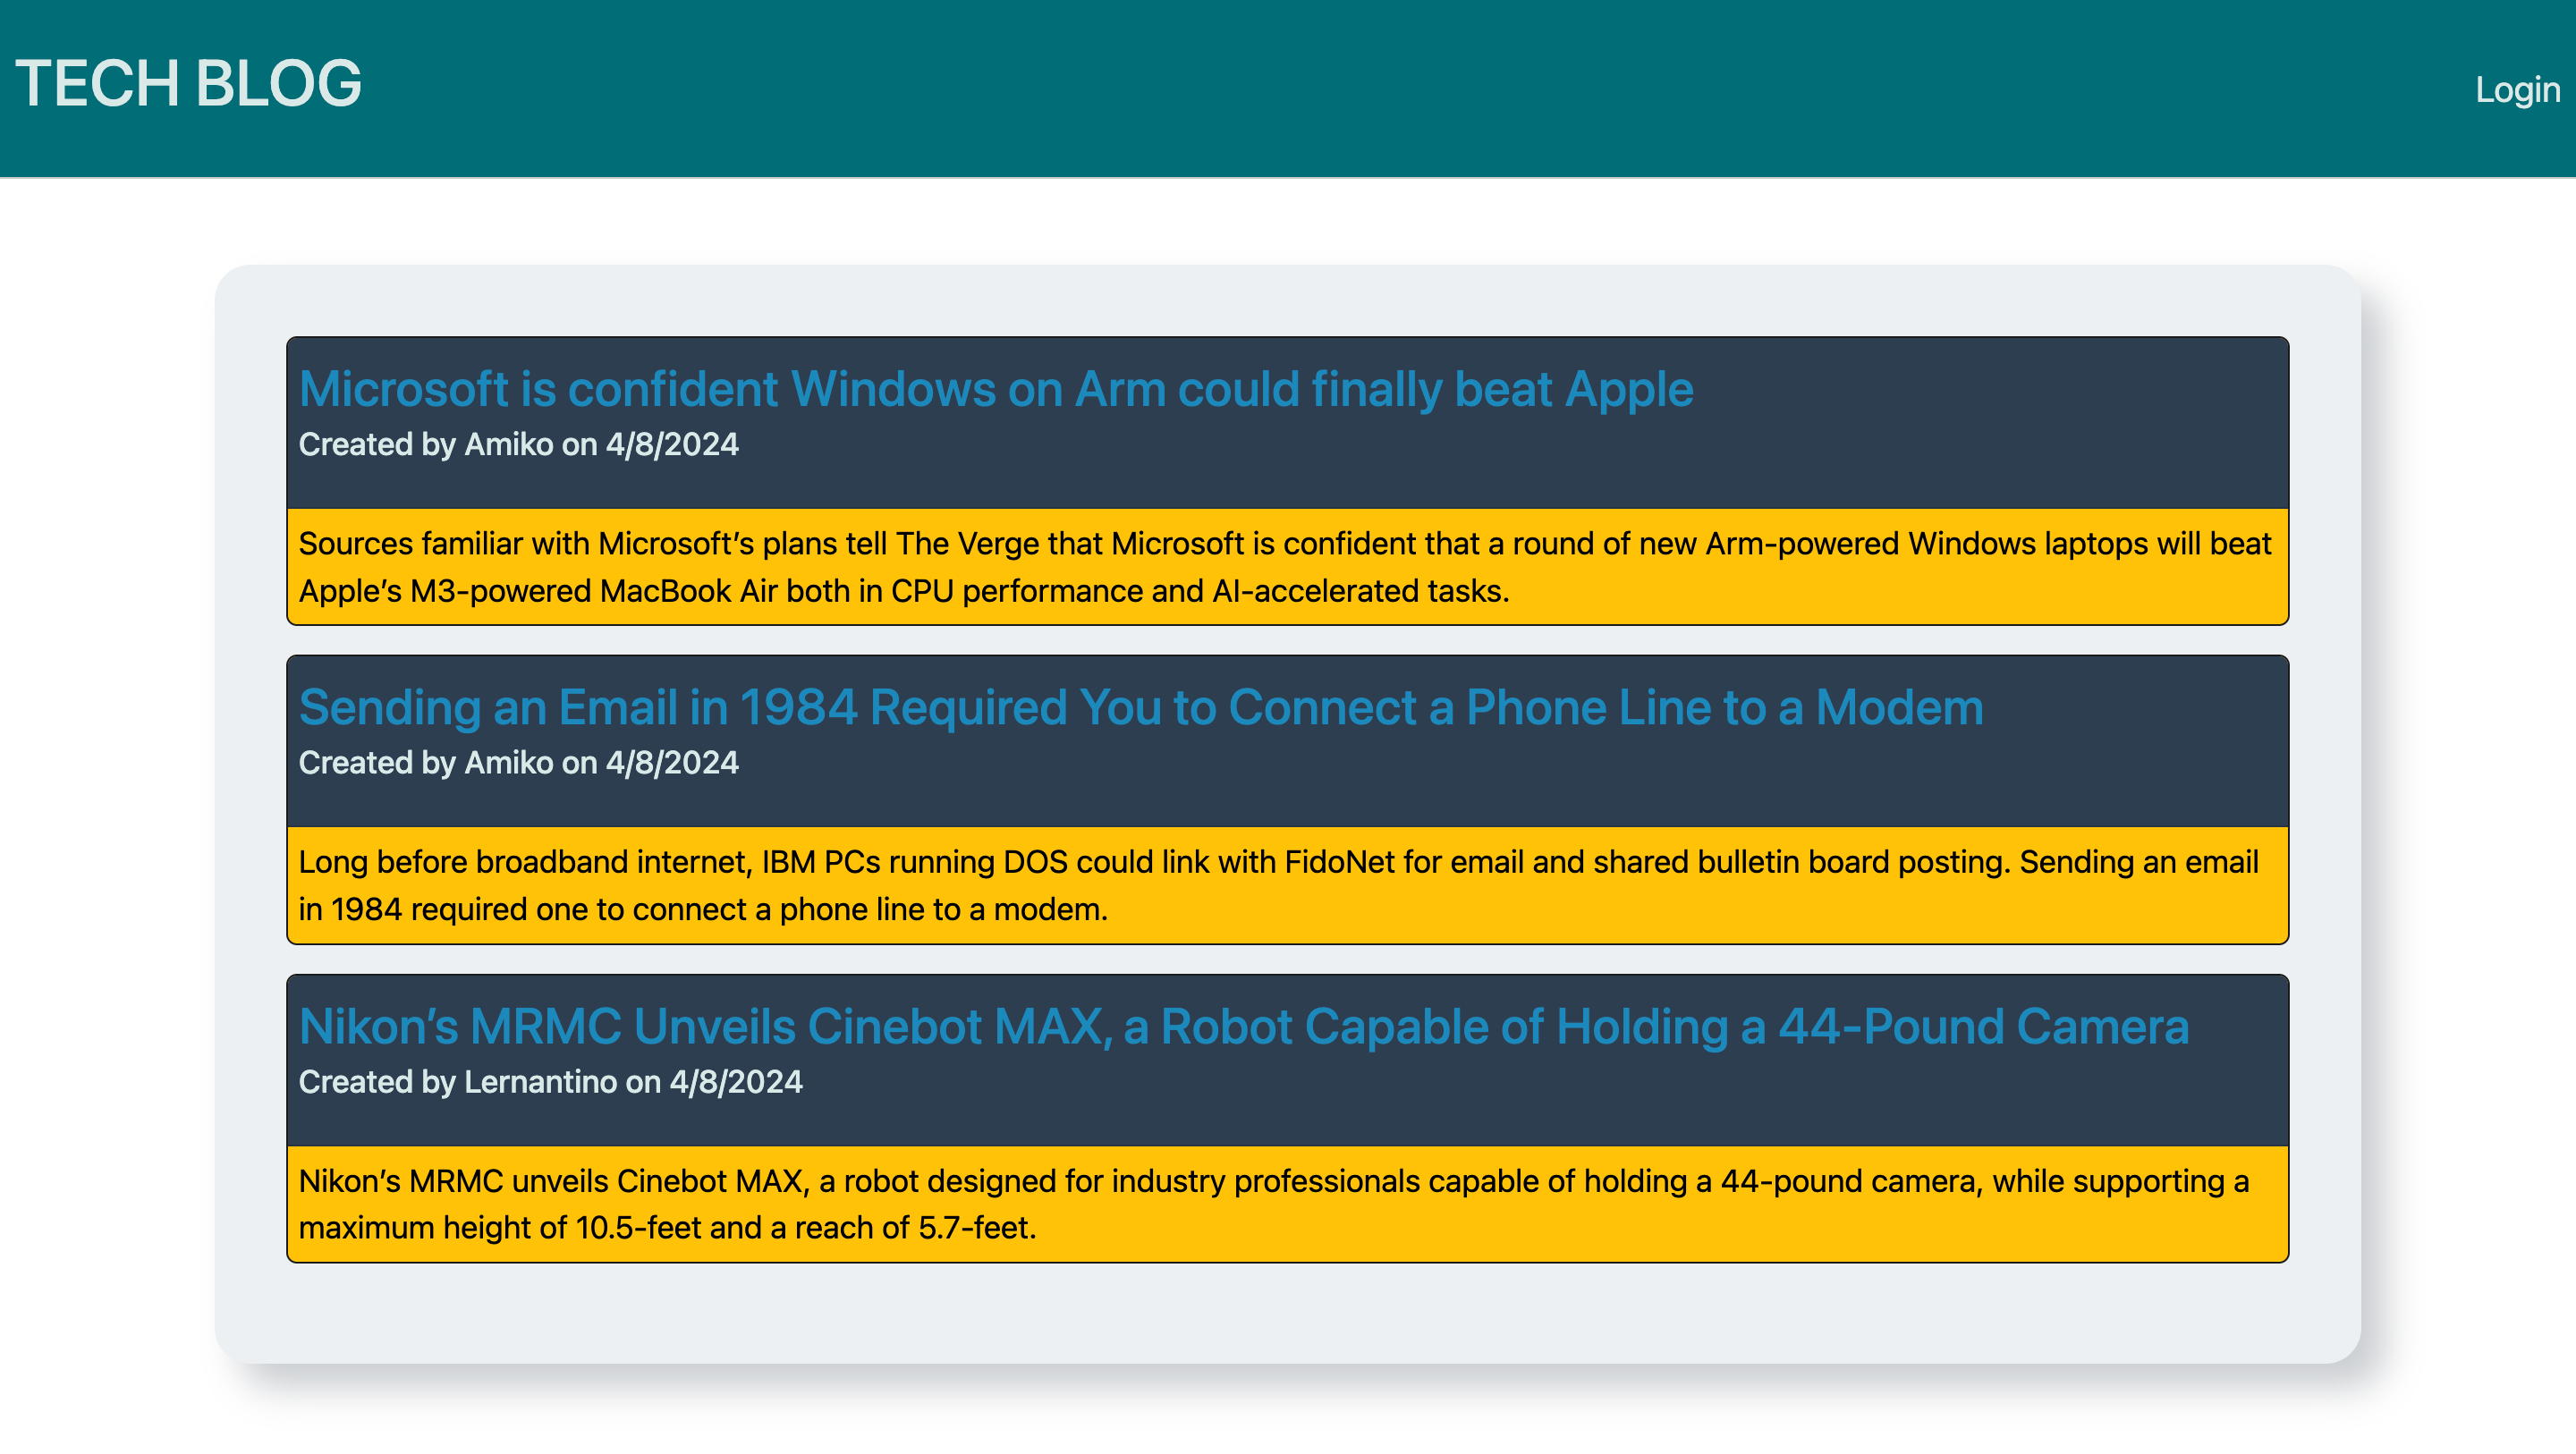 TECH BLOG
Login
Microsoft is confident Windows on Arm could finally beat Apple
Created by Amiko on 4/8/2024
Sources familiar with Microsoft’s plans tell The Verge that Microsoft is confident that a round of new Arm-powered Windows laptops will beat
Apple’s M3-powered MacBook Air both in CPU performance and AI-accelerated tasks.
Sending an Email in 1984 Required You to Connect a Phone Line to a Modem
Created by Amiko on 4/8/2024
Long before broadband internet, IBM PCs running DOS could link with FidoNet for email and shared bulletin board posting. Sending an email
in 1984 required one to connect a phone line to a modem.
Nikon’s MRMC Unveils Cinebot MAX, a Robot Capable of Holding a 44-Pound Camera
Created by Lernantino on 4/8/2024
Nikon’s MRMC unveils Cinebot MAX, a robot designed for industry professionals capable of holding a 44-pound camera, while supporting a
maximum height of 10.5-feet and a reach of 5.7-feet.